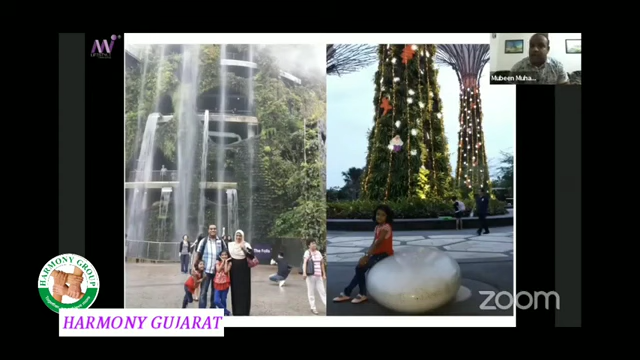 Mubeen Muha...
The Falls
HARMONY GROUP
HARMONY GUJARAT
zoom